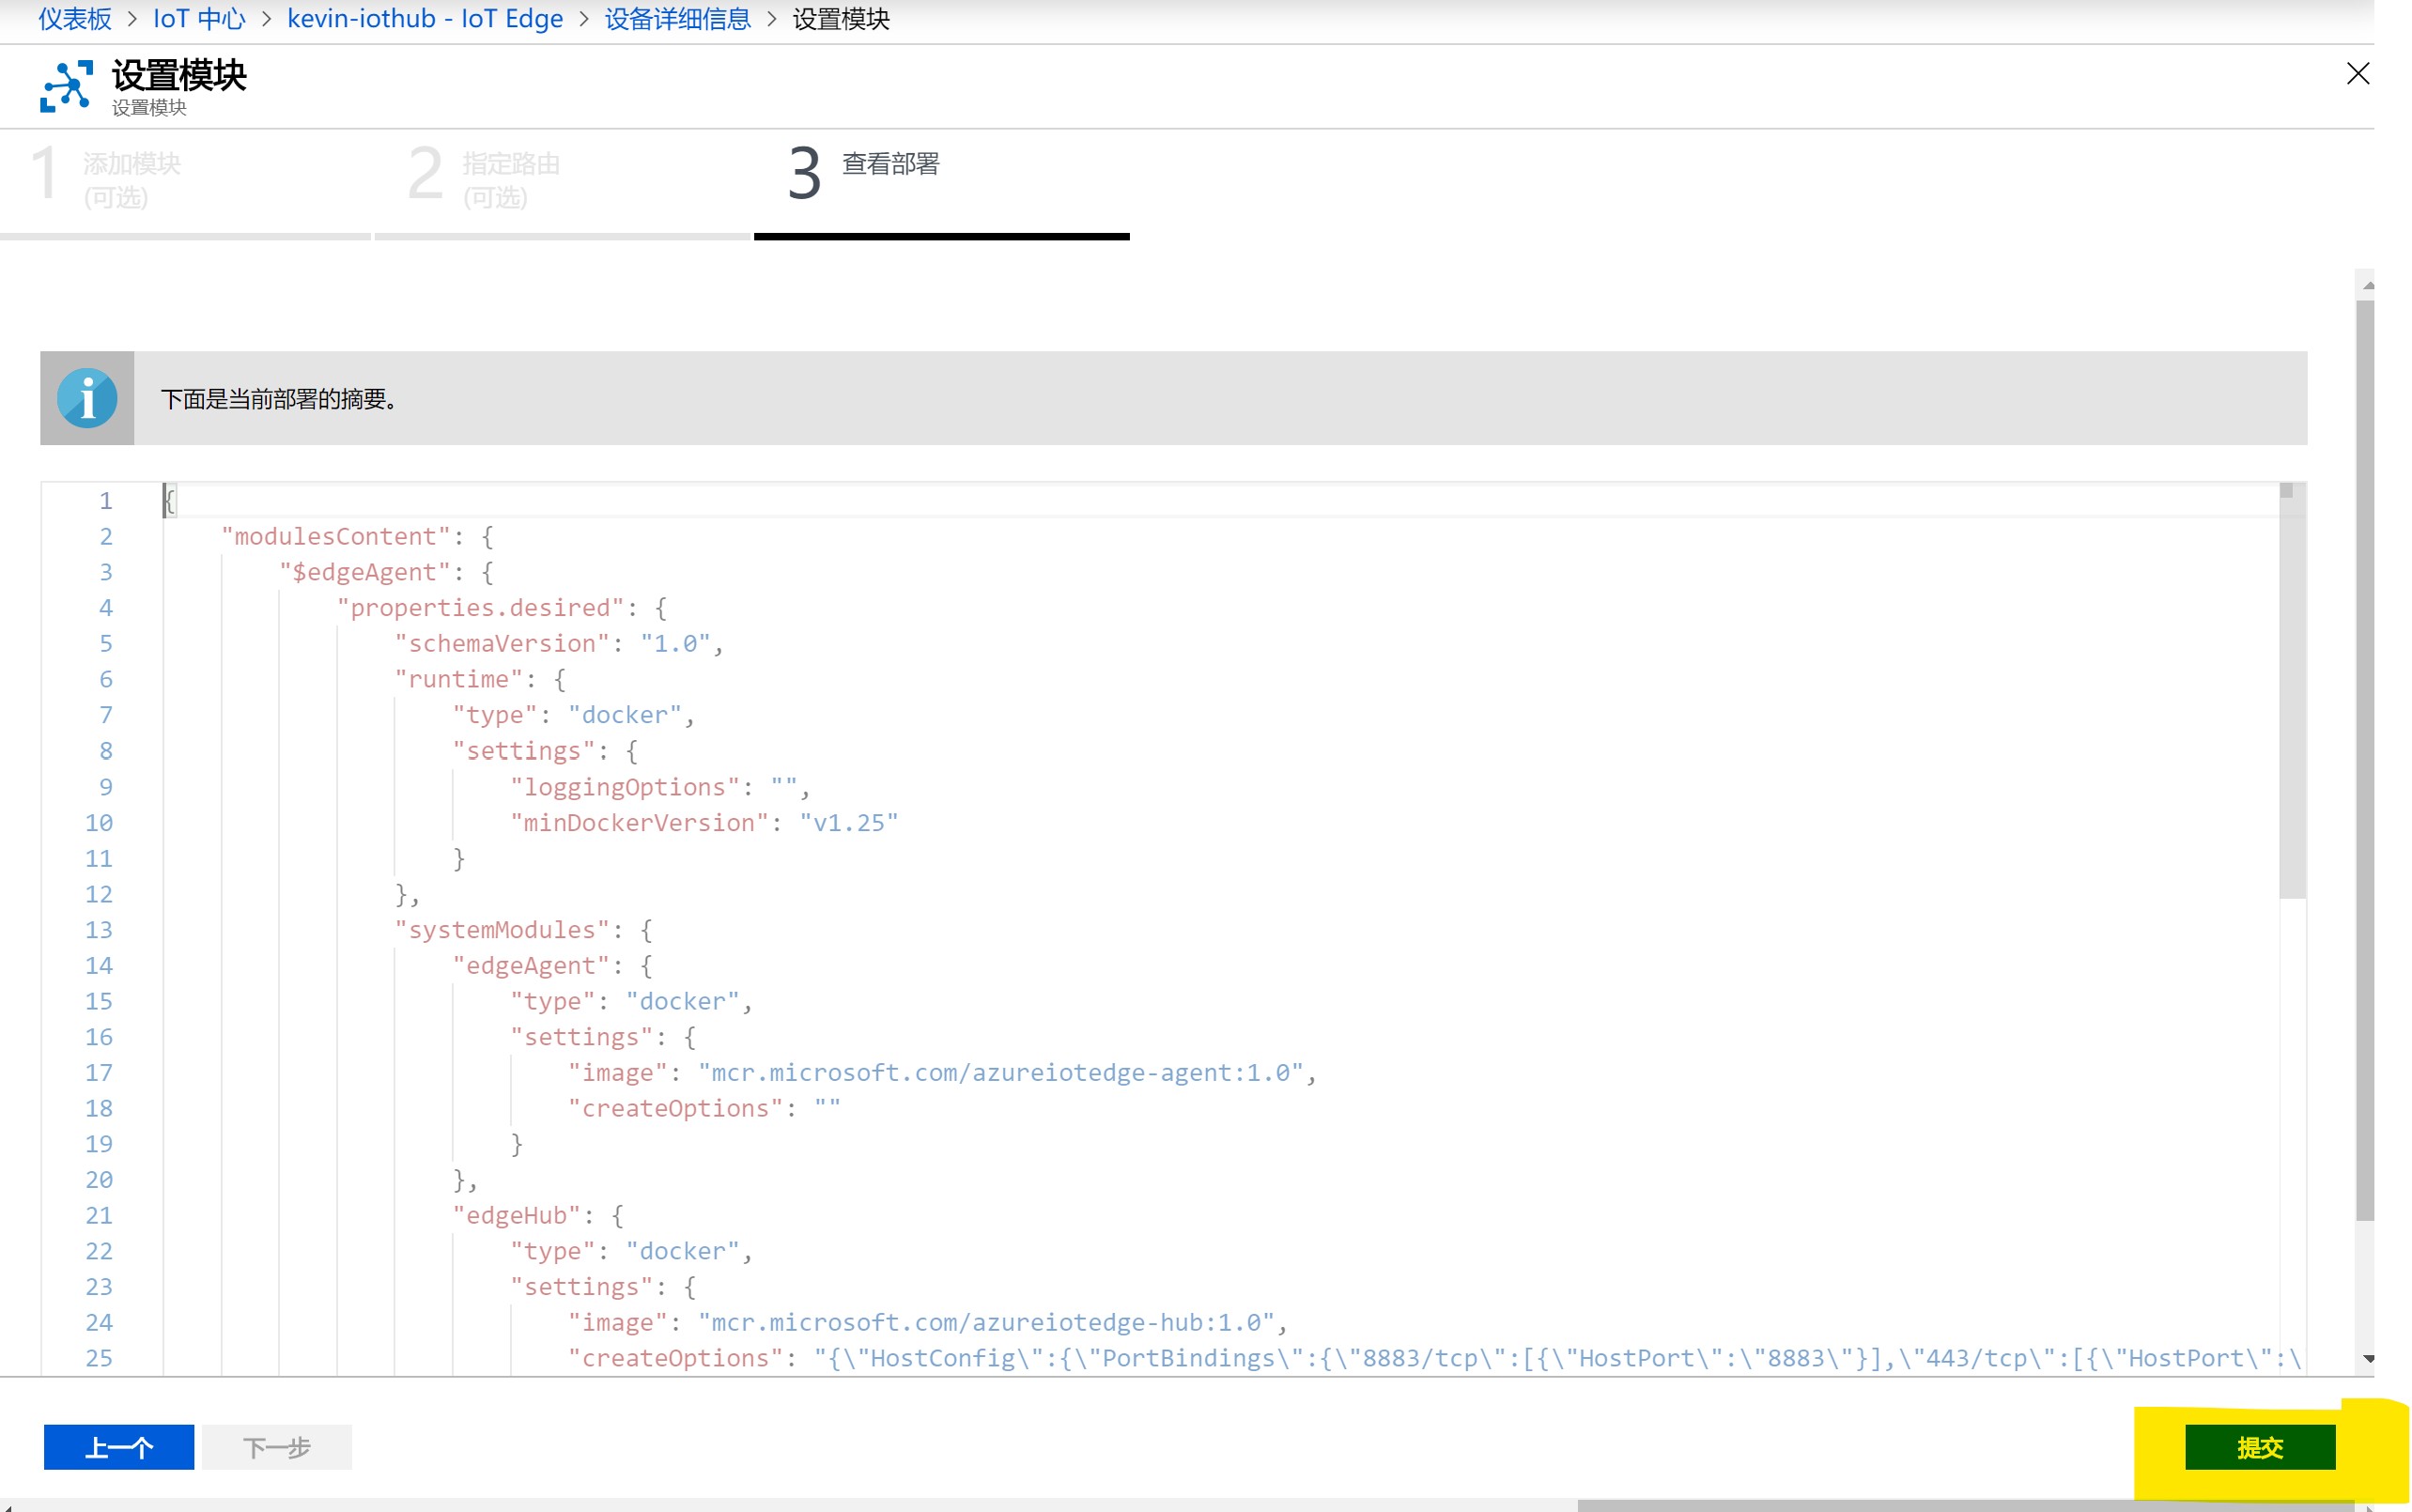 仪表板 > IoT 中心 > kevin-iothub - IoT Edge > 设备详细信息 > 设置模块
设置模块
设置模块
1 添加模块
(可选)
2 指定路由
(可选)
3 查看部署
下面是当前部署的摘要。
1 {
2 "modulesContent": {
3 "$edgeAgent": {
4 "properties.desired": {
5 "schemaVersion": "1.0",
6 "runtime": {
7 "type": "docker",
8 "settings": {
9 "loggingOptions": "",
10 "minDockerVersion": "v1.25"
11 }
12 },
13 "systemModules": {
14 "edgeAgent": {
15 "type": "docker",
16 "settings": {
17 "image": "mcr.microsoft.com/azureiotedge-agent:1.0",
18 "createOptions": ""
19 }
20 },
21 "edgeHub": {
22 "type": "docker",
23 "settings": {
24 "image": "mcr.microsoft.com/azureiotedge-hub:1.0",
25 "createOptions": "{\"HostConfig\":{\"PortBindings\":{\"8883/tcp\":[{\"HostPort\":\"8883\"}],\"443/tcp\":[{\"HostPort\":\
上一个 下一步 提交